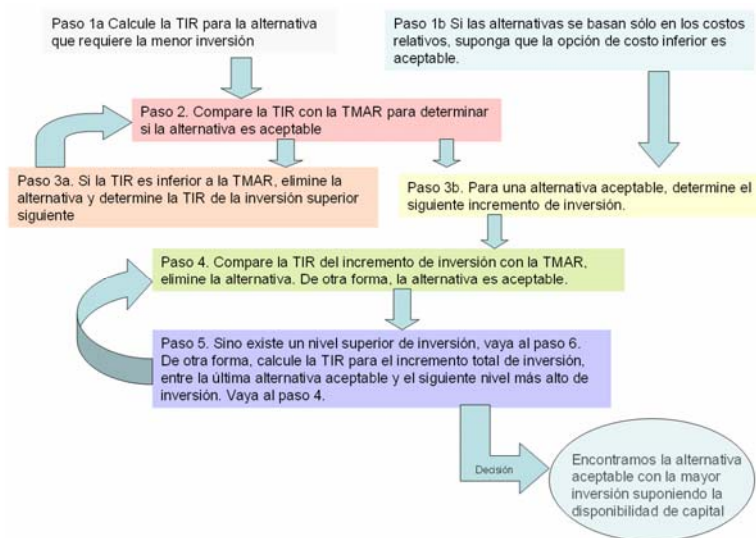 Paso 1a Calcule la TIR para la alternativa
que requiere la menor inversión
Paso 1b Si las alternativas se basan sólo en los costos
relativos, suponga que la opción de costo inferior es
aceptable.
Paso 2. Compare la TIR con la TMAR para determinar
si la alternativa es aceptable
Paso 3a. Si la TIR es inferior a la TMAR, elimine la
alternativa y determine la TIR de la inversión superior
siguiente
Paso 3b. Para una alternativa aceptable, determine el
siguiente incremento de inversión.
Paso 4. Compare la TIR del incremento de inversión con la TMAR,
elimine la alternativa. De otra forma, la alternativa es aceptable.
Paso 5. Sino existe un nivel superior de inversión, vaya al paso 6.
De otra forma, calcule la TIR para el incremento total de inversión,
entre la última alternativa aceptable y el siguiente nivel más alto de
inversión. Vaya al paso 4.
Decisión
Encontramos la alternativa
aceptable con la mayor
inversión suponiendo la
disponibilidad de capital